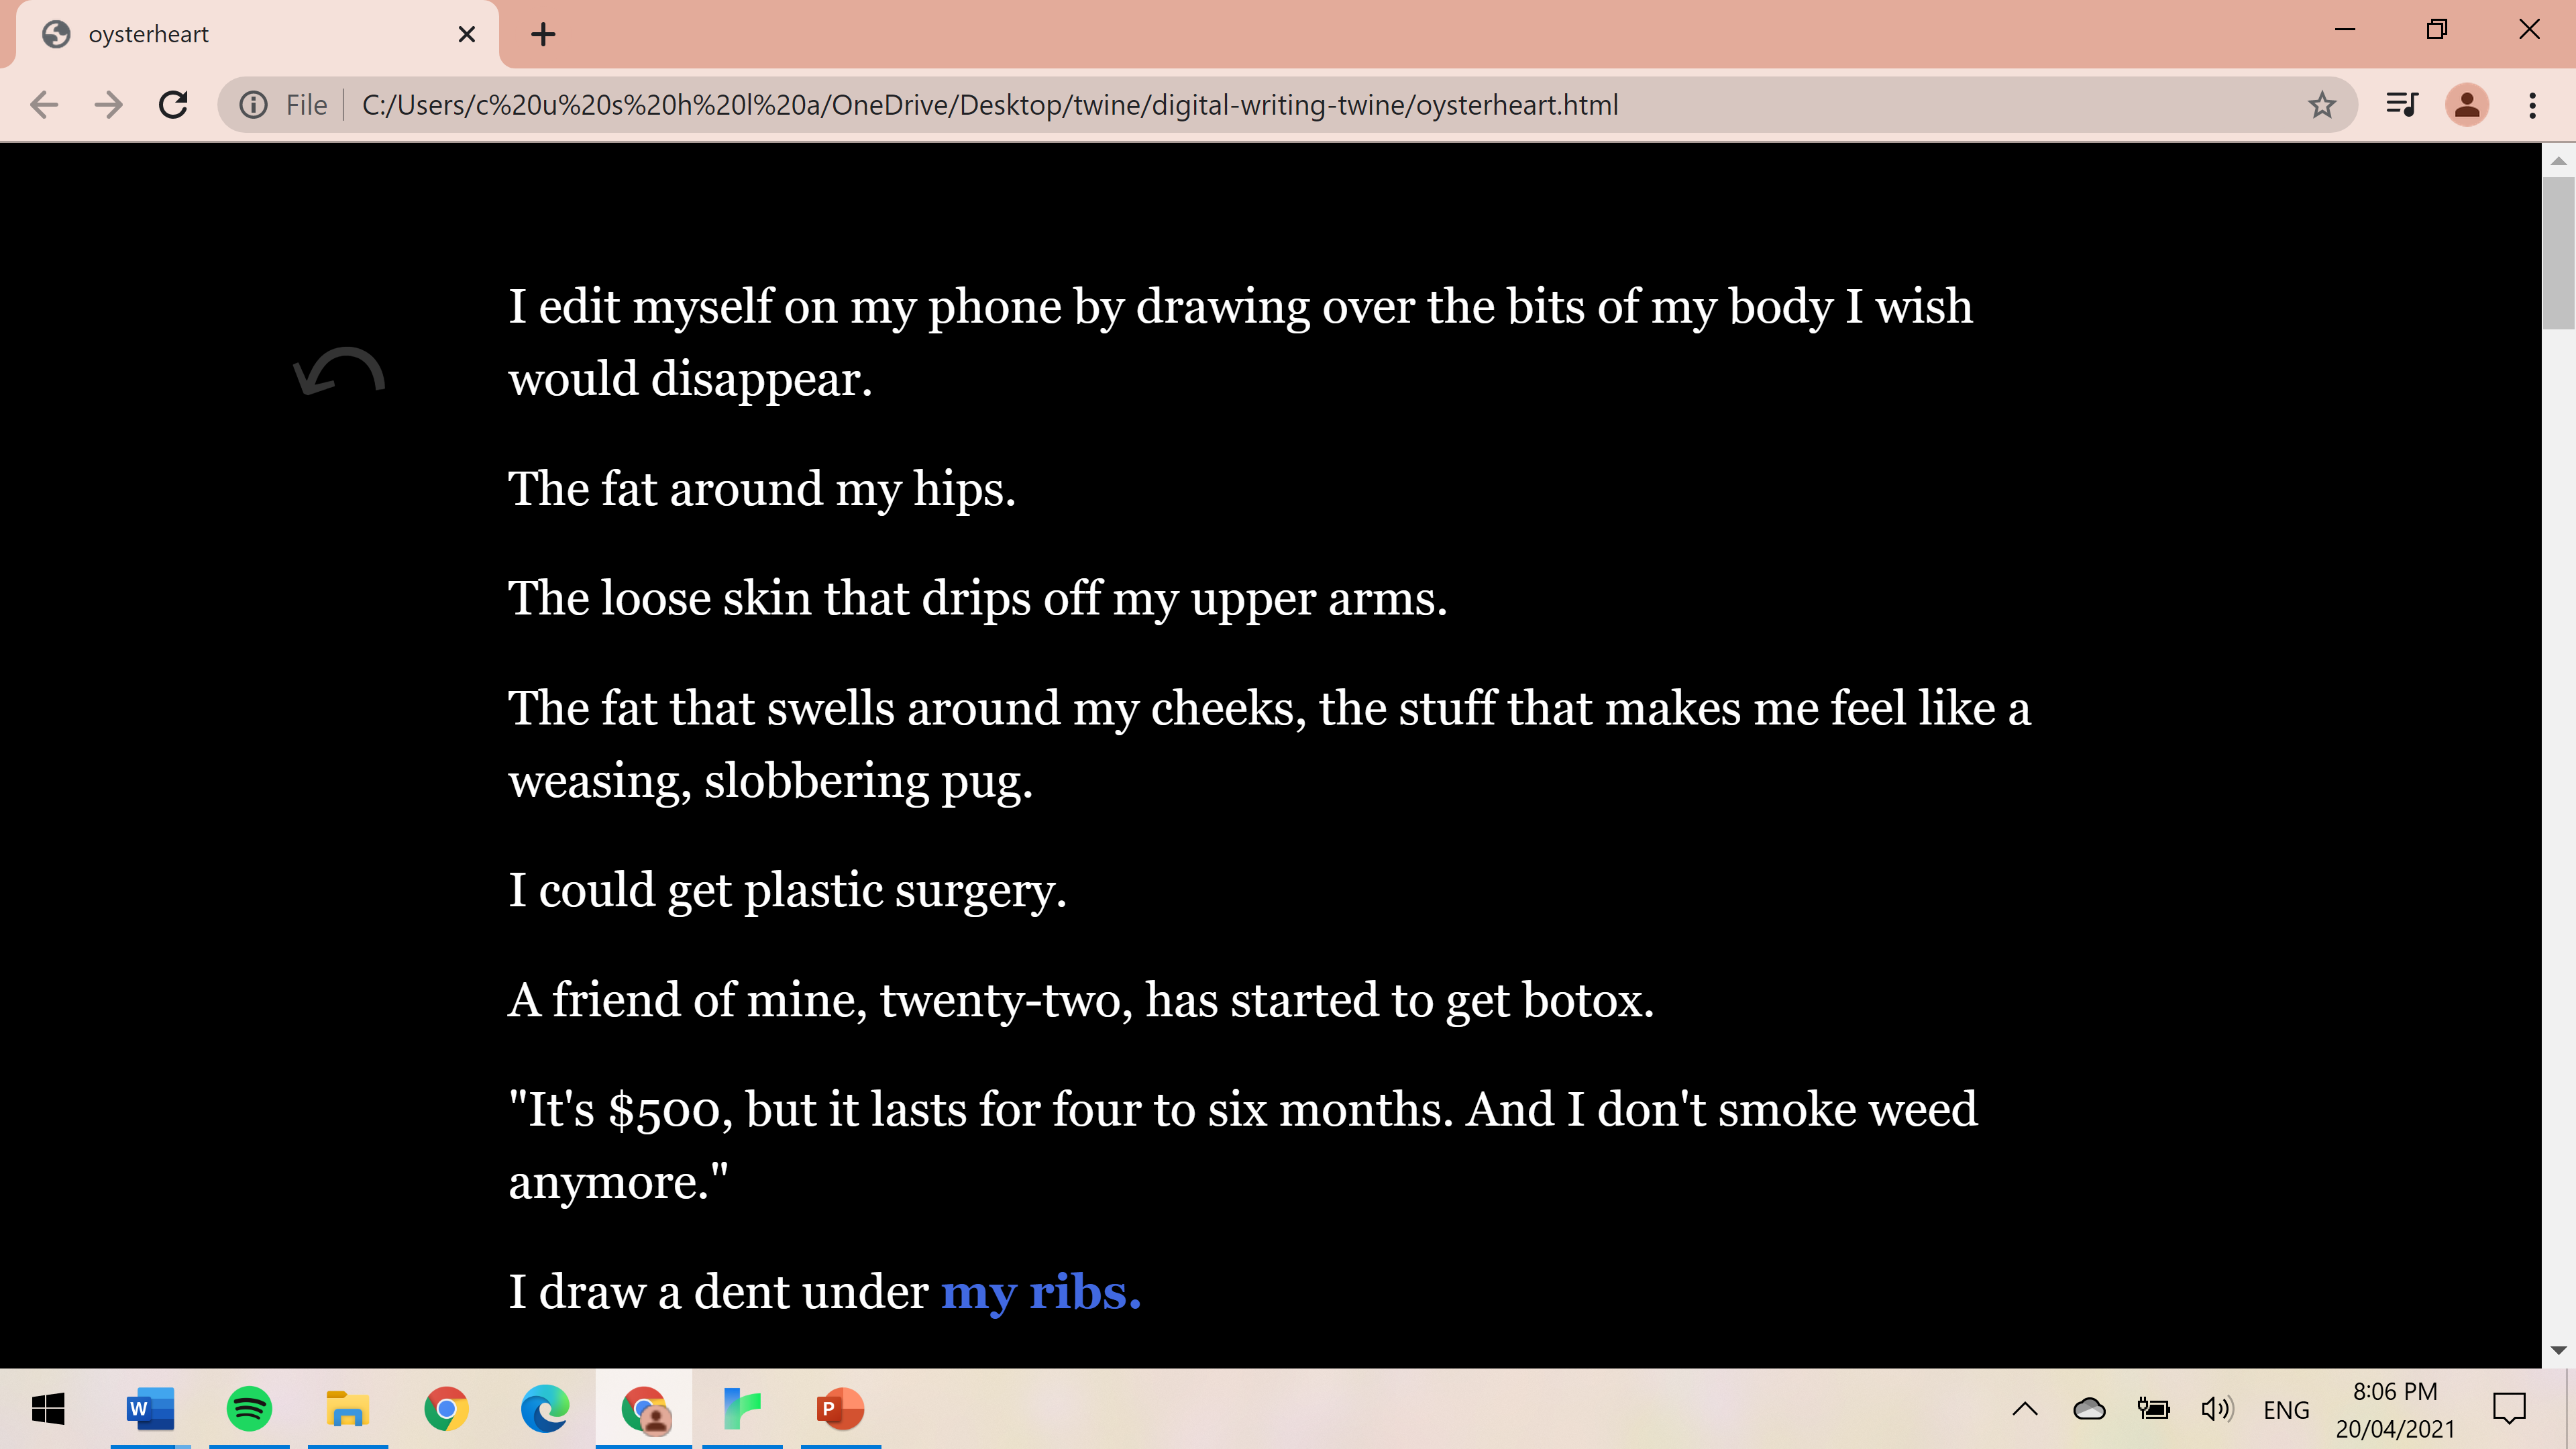 oysterheart
File
C:/Users/c%20u%20s%20h%20l%20a/OneDrive/Desktop/twine/digital-writing-twine/oysterheart.html
I edit myself on my phone by drawing over the bits of my body I wish
would disappear.
The fat around my hips.
The loose skin that drips off my upper arms.
The fat that swells around my cheeks, the stuff that makes me feel like a
weasing, slobbering pug.
I could get plastic surgery.
A friend of mine, twenty-two, has started to get botox.
"It's $500, but it lasts for four to six months. And I don't smoke weed
anymore."
I draw a dent under my ribs.
W
P
ENG
8:06 PM
20/04/2021